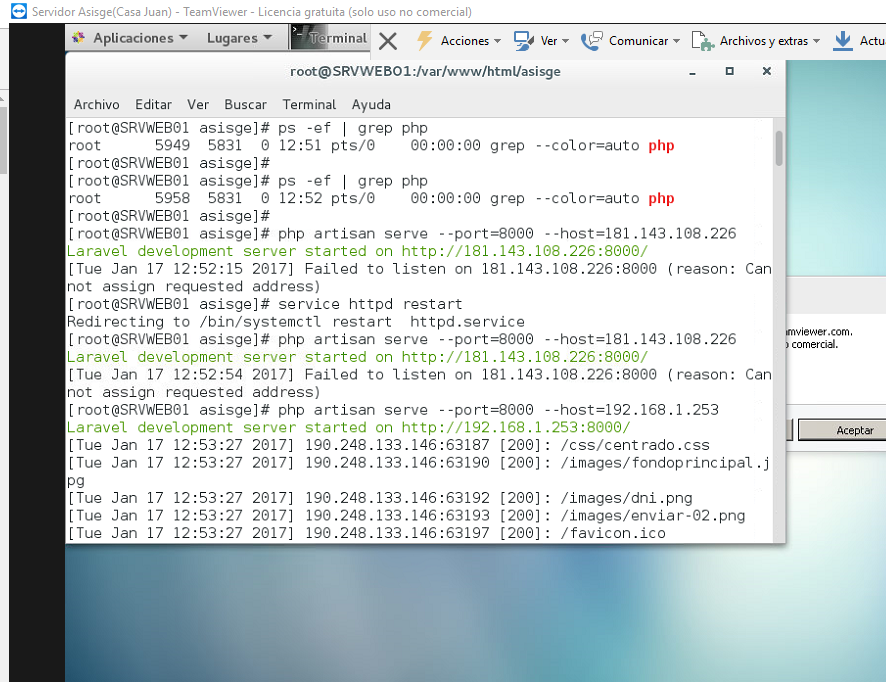 Servidor Asisge(Casa Juan) - TeamViewer - Licencia gratuita (solo uso no comercial)
Aplicaciones Lugares Terminal Acciones Ver Comunicar Archivos y extras
root@SRVWEB01:/var/www/html/asisge
Archivo Editar Ver Buscar Terminal Ayuda
[root@SRVWEB01 asisge]# ps -ef | grep php
root      5949  5831  0 12:51 pts/0    00:00:00 grep --color=auto php
[root@SRVWEB01 asisge]#
[root@SRVWEB01 asisge]# ps -ef | grep php
root      5958  5831  0 12:52 pts/0    00:00:00 grep --color=auto php
[root@SRVWEB01 asisge]#
[root@SRVWEB01 asisge]# php artisan serve --port=8000 --host=181.143.108.226
Laravel development server started on http://181.143.108.226:8000/
[Tue Jan 17 12:52:15 2017] Failed to listen on 181.143.108.226:8000 (reason: Can
not assign requested address)
[root@SRVWEB01 asisge]# service httpd restart
Redirecting to /bin/systemctl restart  httpd.service
[root@SRVWEB01 asisge]# php artisan serve --port=8000 --host=181.143.108.226
Laravel development server started on http://181.143.108.226:8000/
[Tue Jan 17 12:52:54 2017] Failed to listen on 181.143.108.226:8000 (reason: Can
not assign requested address)
[root@SRVWEB01 asisge]# php artisan serve --port=8000 --host=192.168.1.253
Laravel development server started on http://192.168.1.253:8000/
[Tue Jan 17 12:53:27 2017] 190.248.133.146:63187 [200]: /css/centrado.css
[Tue Jan 17 12:53:27 2017] 190.248.133.146:63190 [200]: /images/fondoprincipal.j
pg
[Tue Jan 17 12:53:27 2017] 190.248.133.146:63192 [200]: /images/dni.png
[Tue Jan 17 12:53:27 2017] 190.248.133.146:63193 [200]: /images/enviar-02.png
[Tue Jan 17 12:53:27 2017] 190.248.133.146:63197 [200]: /favicon.ico
amviewer.com.
comercial.
Aceptar